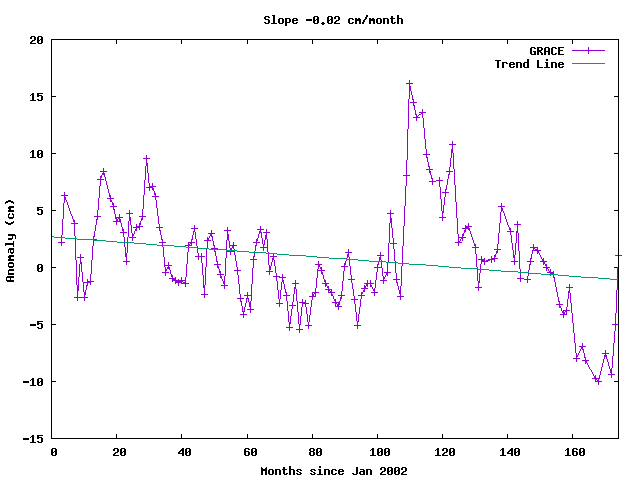 Slope -0.02 cm/month
GRACE
Trend Line
20
15
10
5
0
-5
-10
-15
Anomaly (cm)
0 20 40 60 80 100 120 140 160
Months since Jan 2002